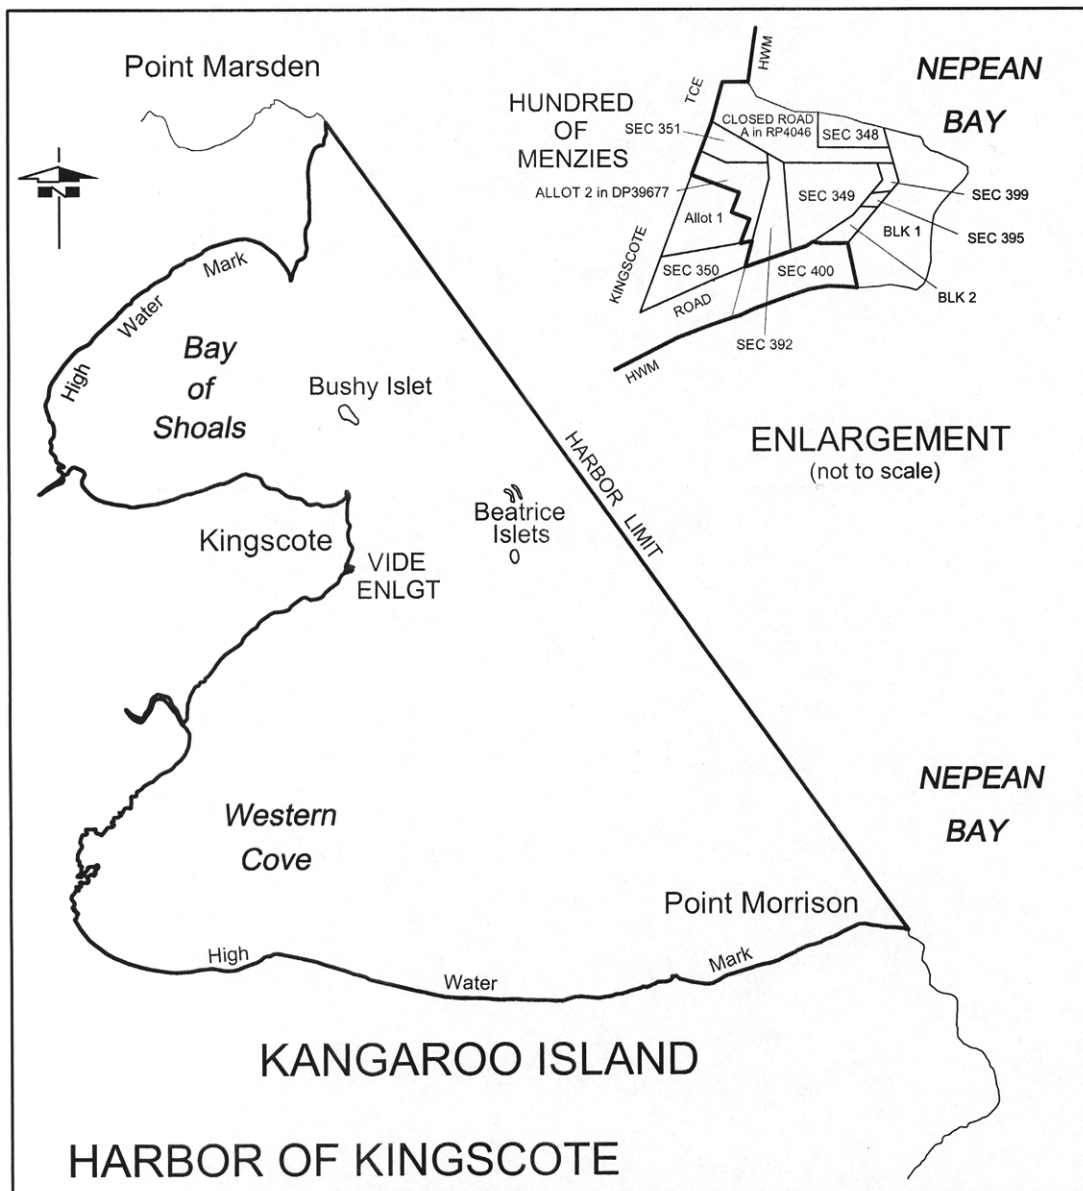 Point Marsden
N
HUNDRED
OF
MENZIES
TCE
HWM
NEPEAN
BAY
SEC 351
CLOSED ROAD
A in RP4046
SEC 348
ALLOT 2 in DP39677
SEC 349
SEC 399
Allot 1
BLK 1
SEC 395
KINGSCOTE
SEC 350
SEC 400
ROAD
BLK 2
SEC 392
HWM
ENLARGEMENT
(not to scale)
High Water Mark
Bay
of
Shoals
Bushy Islet
HARBOR LIMIT
Beatrice
Islets
Kingscote
VIDE
ENLGT
Western
Cove
NEPEAN
BAY
Point Morrison
High Water Mark
KANGAROO ISLAND
HARBOR OF KINGSCOTE